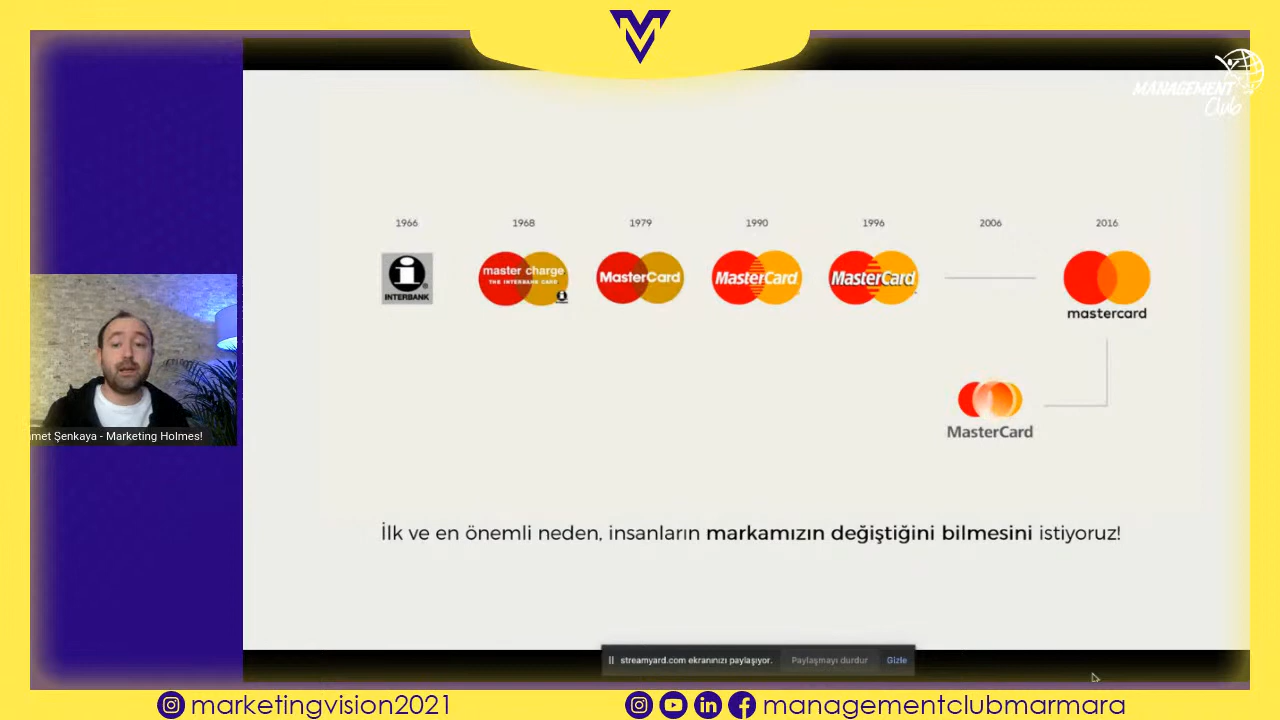 MANAGEMENT
Club
1966
1968
1979
1990
1996
2006
2016
i
INTERBANK
master charge
THE INTERBANK CARD
MasterCard
MasterCard
MasterCard
mastercard
MasterCard
met Şenkaya - Marketing Holmes!
İlk ve en önemli neden, insanların markamızın değiştiğini bilmesini istiyoruz!
streamyard.com ekranınızı paylaşıyor. Paylaşmayı durdur Gizle
marketingvision2021
managementclubmarmara